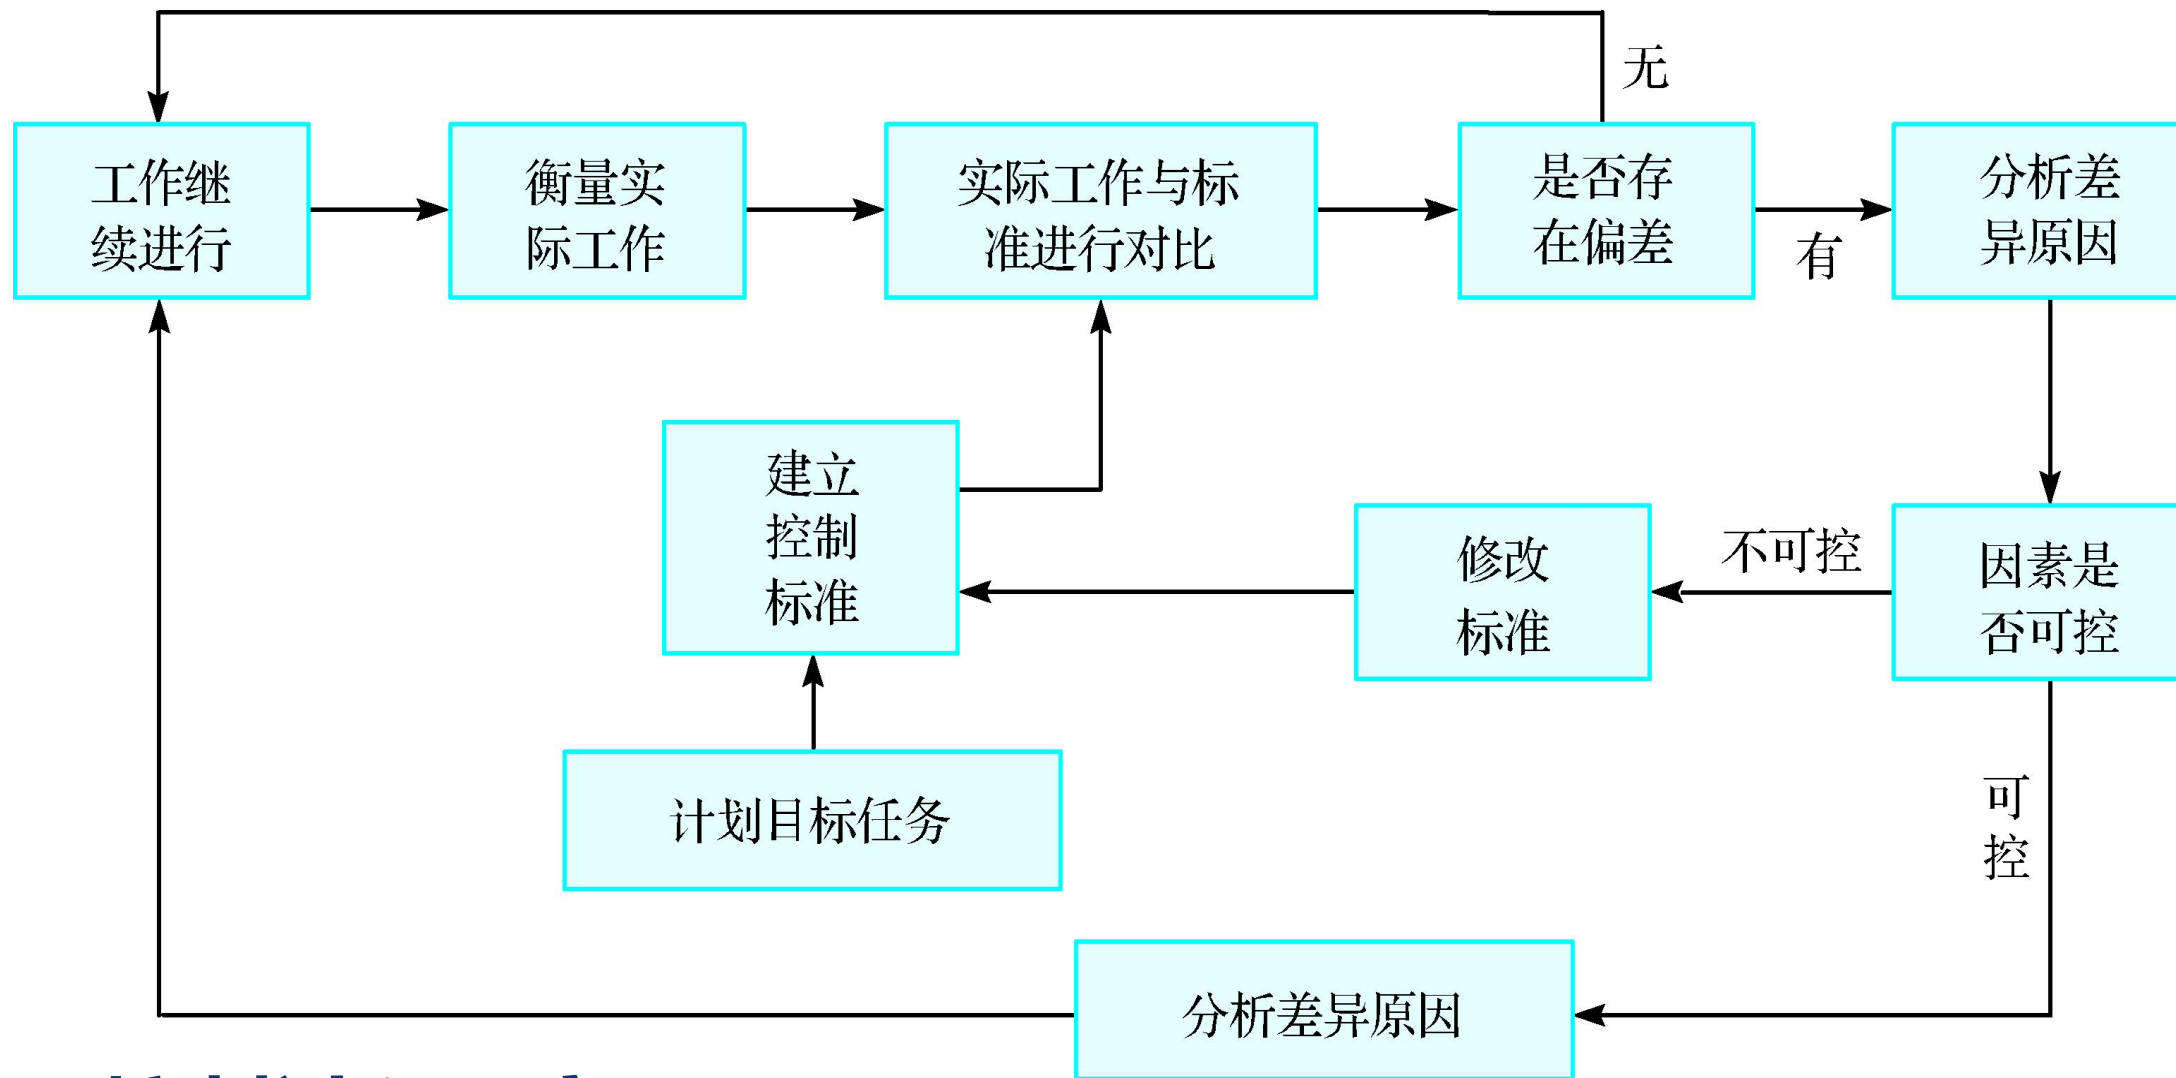 无
工作继
续进行
衡量实
际工作
实际工作与标
准进行对比
是否存
在偏差
有
分析差
异原因
建立
控制
标准
修改
标准
不可控
因素是
否可控
计划目标任务
可
控
分析差异原因